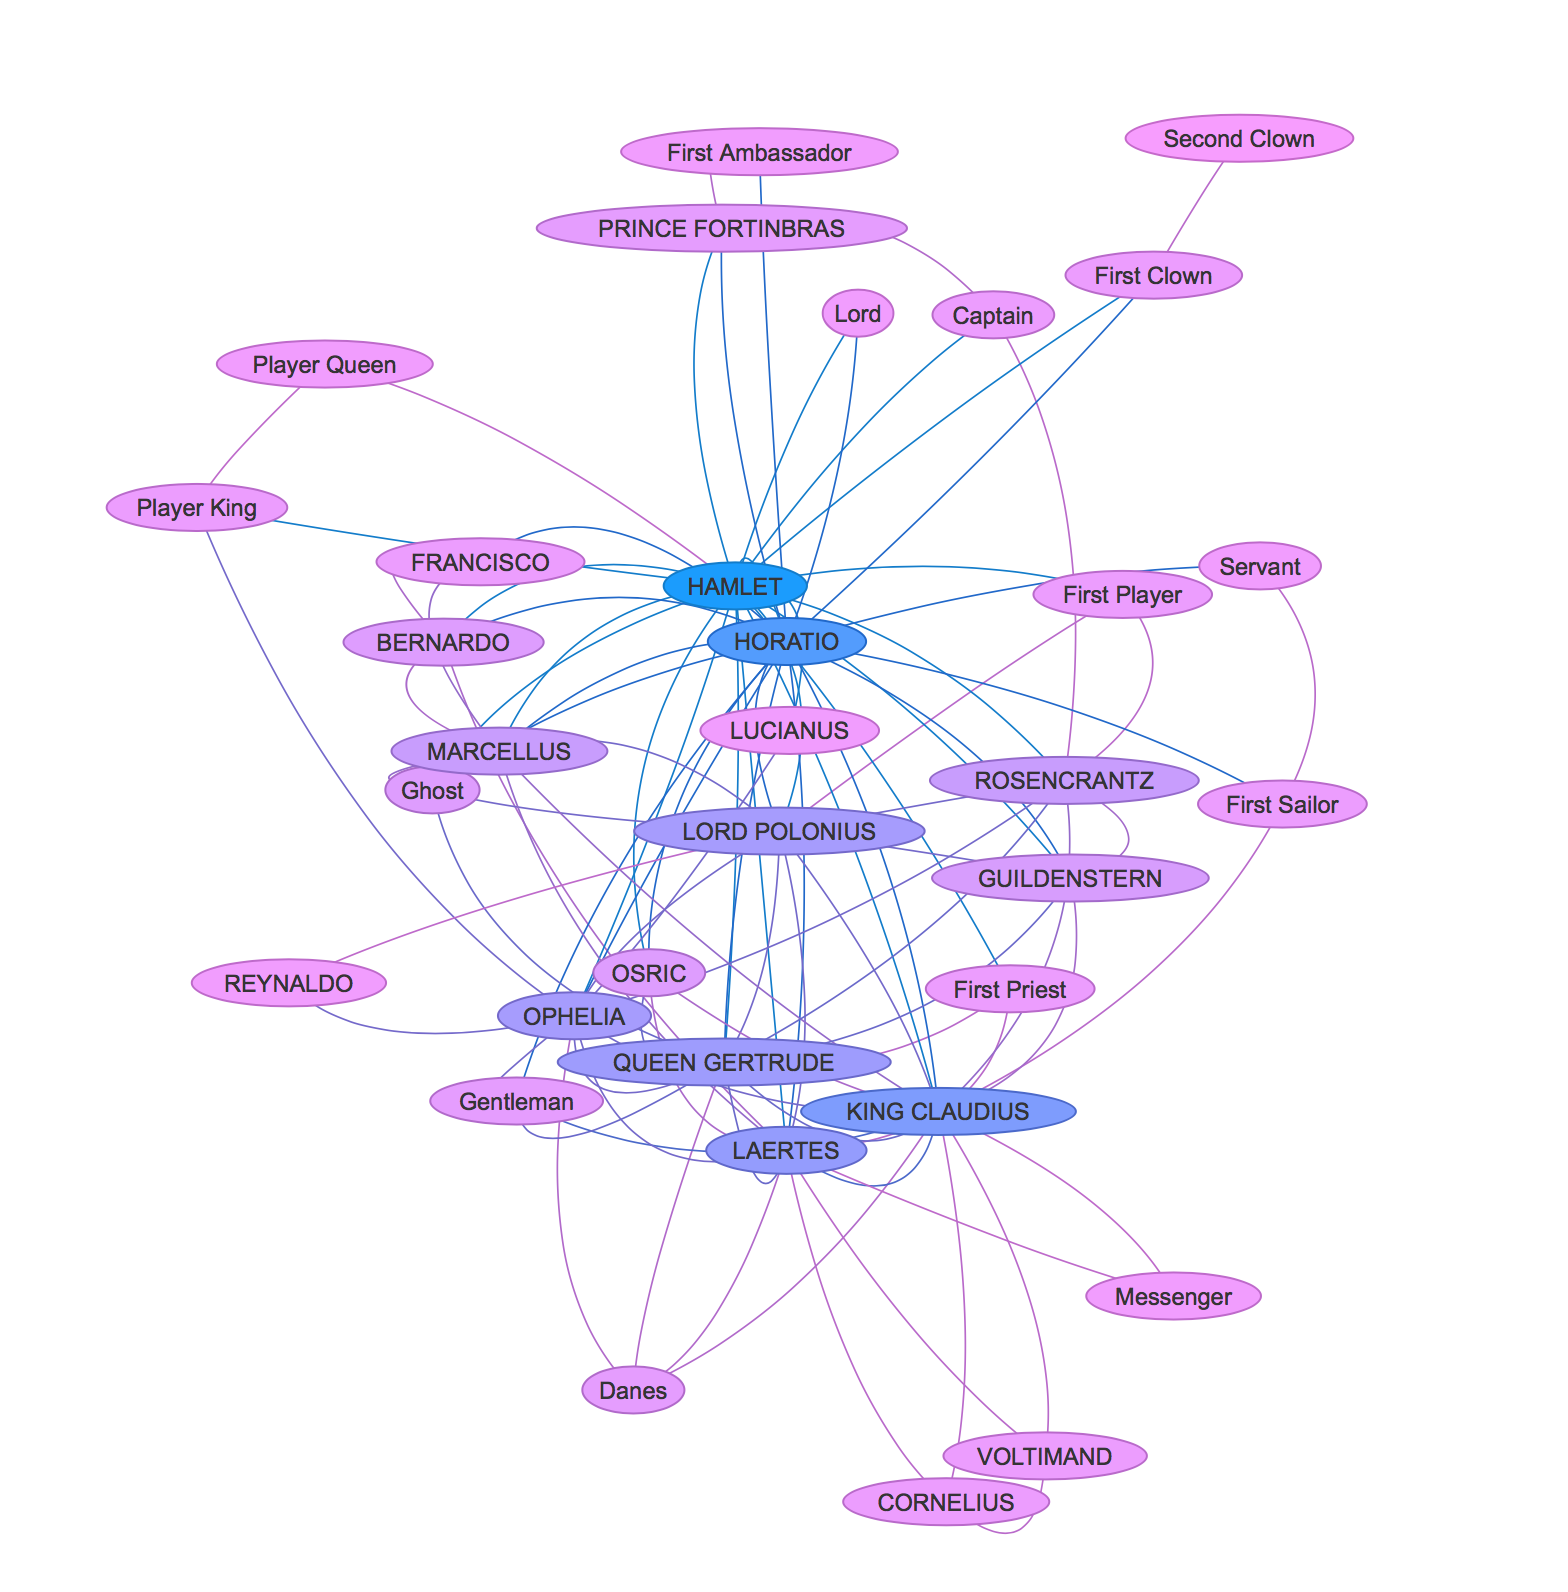 First Ambassador
Second Clown
PRINCE FORTINBRAS
First Clown
Lord
Captain
Player Queen
Player King
FRANCISCO
HAMLET
Servant
First Player
BERNARDO
HORATIO
LUCIANUS
MARCELLUS
ROSENCRANTZ
Ghost
First Sailor
LORD POLONIUS
GUILDENSTERN
OSRIC
REYNALDO
First Priest
OPHELIA
QUEEN GERTRUDE
Gentleman
KING CLAUDIUS
LAERTES
Messenger
Danes
VOLTIMAND
CORNELIUS